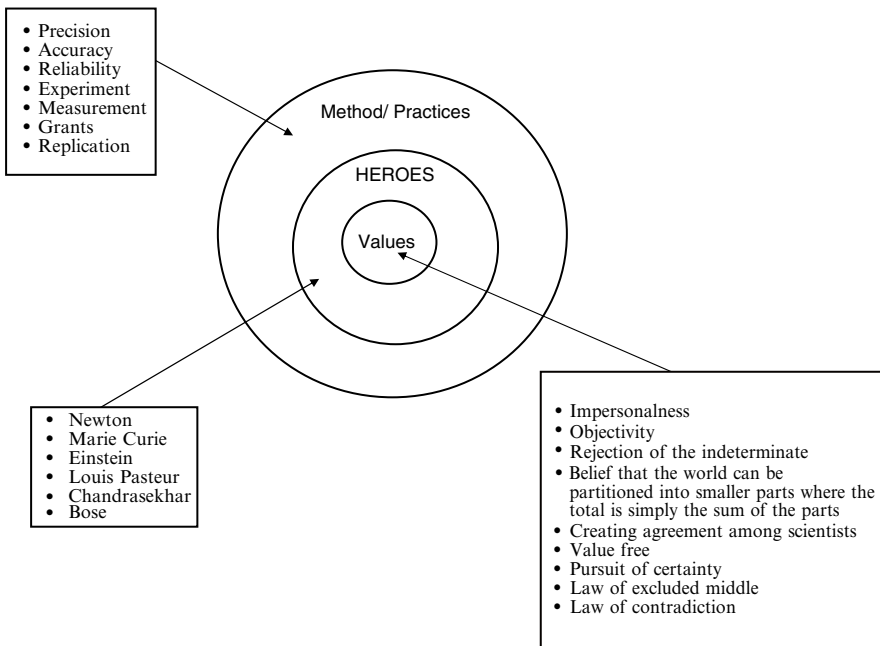 • Precision
• Accuracy
• Reliability
• Experiment
• Measurement
• Grants
• Replication
Method/ Practices
HEROES
Values
• Newton
• Marie Curie
• Einstein
• Louis Pasteur
• Chandrasekhar
• Bose
• Impersonalness
• Objectivity
• Rejection of the indeterminate
• Belief that the world can be
partitioned into smaller parts where the
total is simply the sum of the parts
• Creating agreement among scientists
• Value free
• Pursuit of certainty
• Law of excluded middle
• Law of contradiction